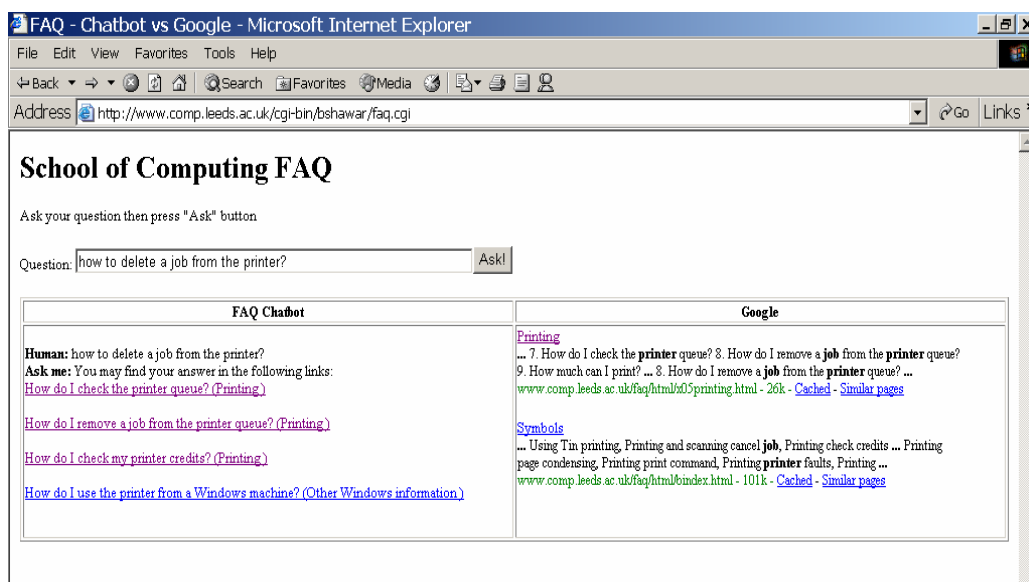 FAQ - Chatbot vs Google - Microsoft Internet Explorer
File Edit View Favorites Tools Help
Back Search Favorites Media
Address http://www.comp.leeds.ac.uk/cgi-bin/bshawar/faq.cgi Go Links
School of Computing FAQ
Ask your question then press "Ask" button
Question: how to delete a job from the printer? Ask!
FAQ Chatbot
Human: how to delete a job from the printer?
Ask me: You may find your answer in the following links:
How do I check the printer queue? (Printing )
How do I remove a job from the printer queue? (Printing )
How do I check my printer credits? (Printing )
How do I use the printer from a Windows machine? (Other Windows information )
Google
Printing
... 7. How do I check the printer queue? 8. How do I remove a job from the printer queue?
9. How much can I print? ... 8. How do I remove a job from the printer queue? ...
www.comp.leeds.ac.uk/faq/html/x05printing.html - 26k - Cached - Similar pages
Symbols
... Using Tin printing, Printing and scanning cancel job, Printing check credits ... Printing
page condensing, Printing print command, Printing printer faults, Printing ...
www.comp.leeds.ac.uk/faq/html/bindex.html - 101k - Cached - Similar pages